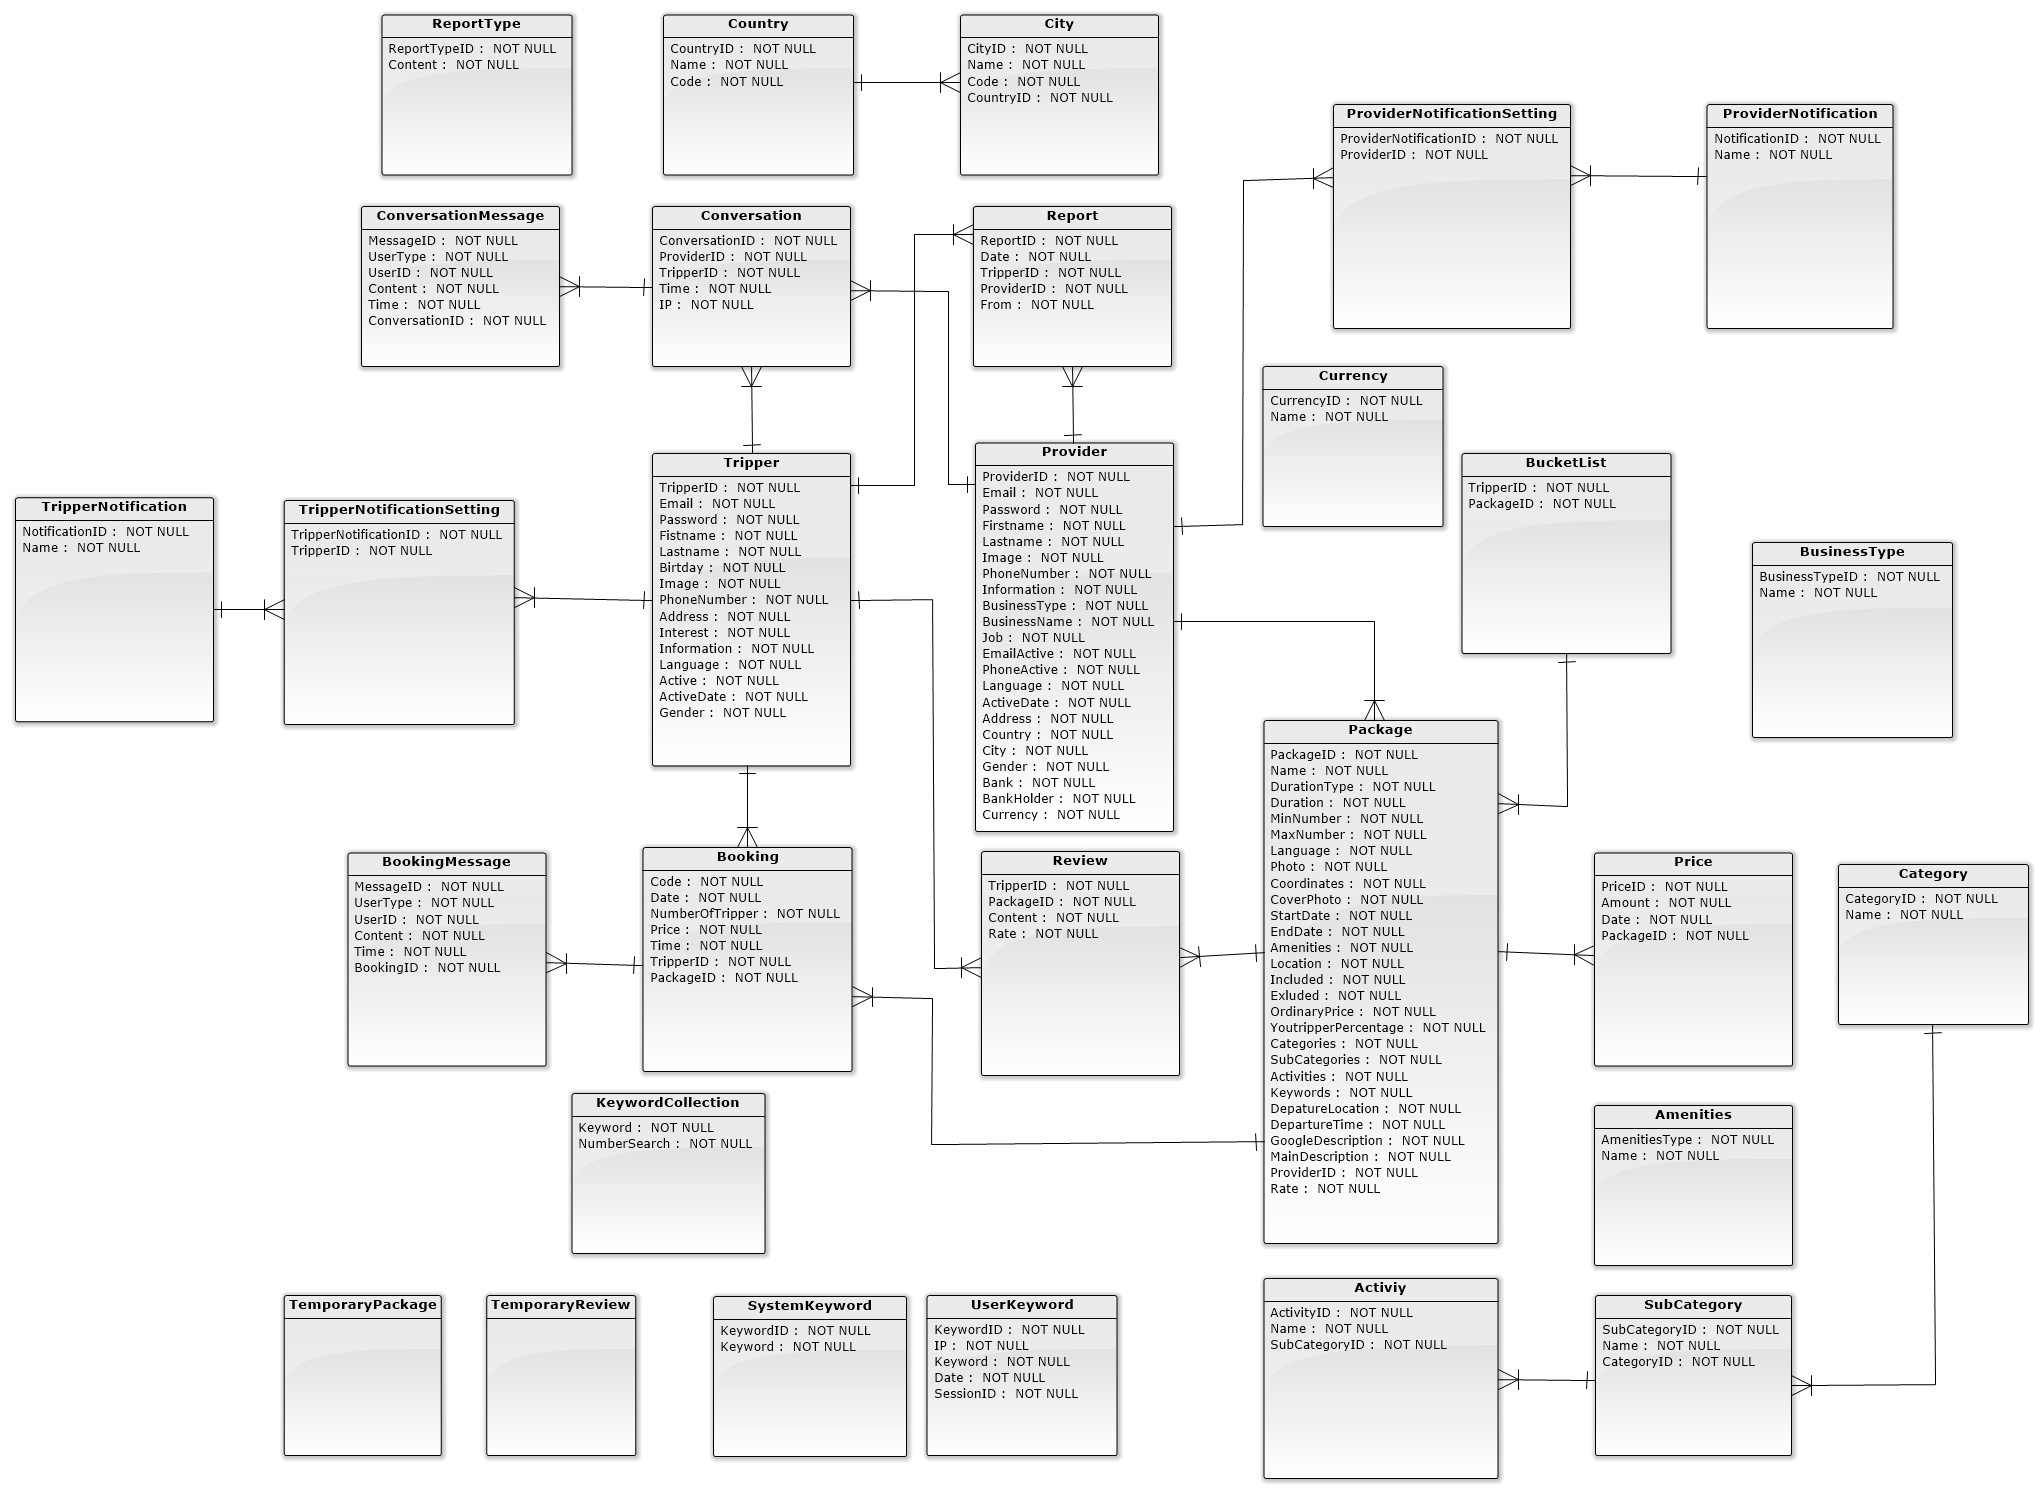 ReportType
ReportTypeID : NOT NULL
Content : NOT NULL
Country
CountryID : NOT NULL
Name : NOT NULL
Code : NOT NULL
City
CityID : NOT NULL
Name : NOT NULL
Code : NOT NULL
CountryID : NOT NULL
ProviderNotificationSetting
ProviderNotificationID : NOT NULL
ProviderID : NOT NULL
ProviderNotification
NotificationID : NOT NULL
Name : NOT NULL
ConversationMessage
MessageID : NOT NULL
UserType : NOT NULL
UserID : NOT NULL
Content : NOT NULL
Time : NOT NULL
ConversationID : NOT NULL
Conversation
ConversationID : NOT NULL
ProviderID : NOT NULL
TripperID : NOT NULL
Time : NOT NULL
IP : NOT NULL
Report
ReportID : NOT NULL
Date : NOT NULL
TripperID : NOT NULL
ProviderID : NOT NULL
From : NOT NULL
Currency
CurrencyID : NOT NULL
Name : NOT NULL
TripperNotification
NotificationID : NOT NULL
Name : NOT NULL
TripperNotificationSetting
TripperNotificationID : NOT NULL
TripperID : NOT NULL
Tripper
TripperID : NOT NULL
Email : NOT NULL
Password : NOT NULL
Fistname : NOT NULL
Lastname : NOT NULL
Birtday : NOT NULL
Image : NOT NULL
PhoneNumber : NOT NULL
Address : NOT NULL
Interest : NOT NULL
Information : NOT NULL
Language : NOT NULL
Active : NOT NULL
ActiveDate : NOT NULL
Gender : NOT NULL
Provider
ProviderID : NOT NULL
Email : NOT NULL
Password : NOT NULL
Firstname : NOT NULL
Lastname : NOT NULL
Image : NOT NULL
PhoneNumber : NOT NULL
Information : NOT NULL
BusinessType : NOT NULL
BusinessName : NOT NULL
Job : NOT NULL
EmailActive : NOT NULL
PhoneActive : NOT NULL
Language : NOT NULL
ActiveDate : NOT NULL
Address : NOT NULL
Country : NOT NULL
City : NOT NULL
Gender : NOT NULL
Bank : NOT NULL
BankHolder : NOT NULL
Currency : NOT NULL
BucketList
TripperID : NOT NULL
PackageID : NOT NULL
BusinessType
BusinessTypeID : NOT NULL
Name : NOT NULL
Package
PackageID : NOT NULL
Name : NOT NULL
DurationType : NOT NULL
Duration : NOT NULL
MinNumber : NOT NULL
MaxNumber : NOT NULL
Language : NOT NULL
Photo : NOT NULL
Coordinates : NOT NULL
CoverPhoto : NOT NULL
StartDate : NOT NULL
EndDate : NOT NULL
Amenities : NOT NULL
Location : NOT NULL
Included : NOT NULL
Exluded : NOT NULL
OrdinaryPrice : NOT NULL
YoutripperPercentage : NOT NULL
Categories : NOT NULL
SubCategories : NOT NULL
Activities : NOT NULL
Keywords : NOT NULL
DepatureLocation : NOT NULL
DepartureTime : NOT NULL
GoogleDescription : NOT NULL
MainDescription : NOT NULL
ProviderID : NOT NULL
Rate : NOT NULL
BookingMessage
MessageID : NOT NULL
UserType : NOT NULL
UserID : NOT NULL
Content : NOT NULL
Time : NOT NULL
BookingID : NOT NULL
Booking
Code : NOT NULL
Date : NOT NULL
NumberOfTripper : NOT NULL
Price : NOT NULL
Time : NOT NULL
TripperID : NOT NULL
PackageID : NOT NULL
Review
TripperID : NOT NULL
PackageID : NOT NULL
Content : NOT NULL
Rate : NOT NULL
Price
PriceID : NOT NULL
Amount : NOT NULL
Date : NOT NULL
PackageID : NOT NULL
Category
CategoryID : NOT NULL
Name : NOT NULL
KeywordCollection
Keyword : NOT NULL
NumberSearch : NOT NULL
Amenities
AmenitiesType : NOT NULL
Name : NOT NULL
TemporaryPackage
TemporaryReview
SystemKeyword
KeywordID : NOT NULL
Keyword : NOT NULL
UserKeyword
KeywordID : NOT NULL
IP : NOT NULL
Keyword : NOT NULL
Date : NOT NULL
SessionID : NOT NULL
Activiy
ActivityID : NOT NULL
Name : NOT NULL
SubCategoryID : NOT NULL
SubCategory
SubCategoryID : NOT NULL
Name : NOT NULL
CategoryID : NOT NULL